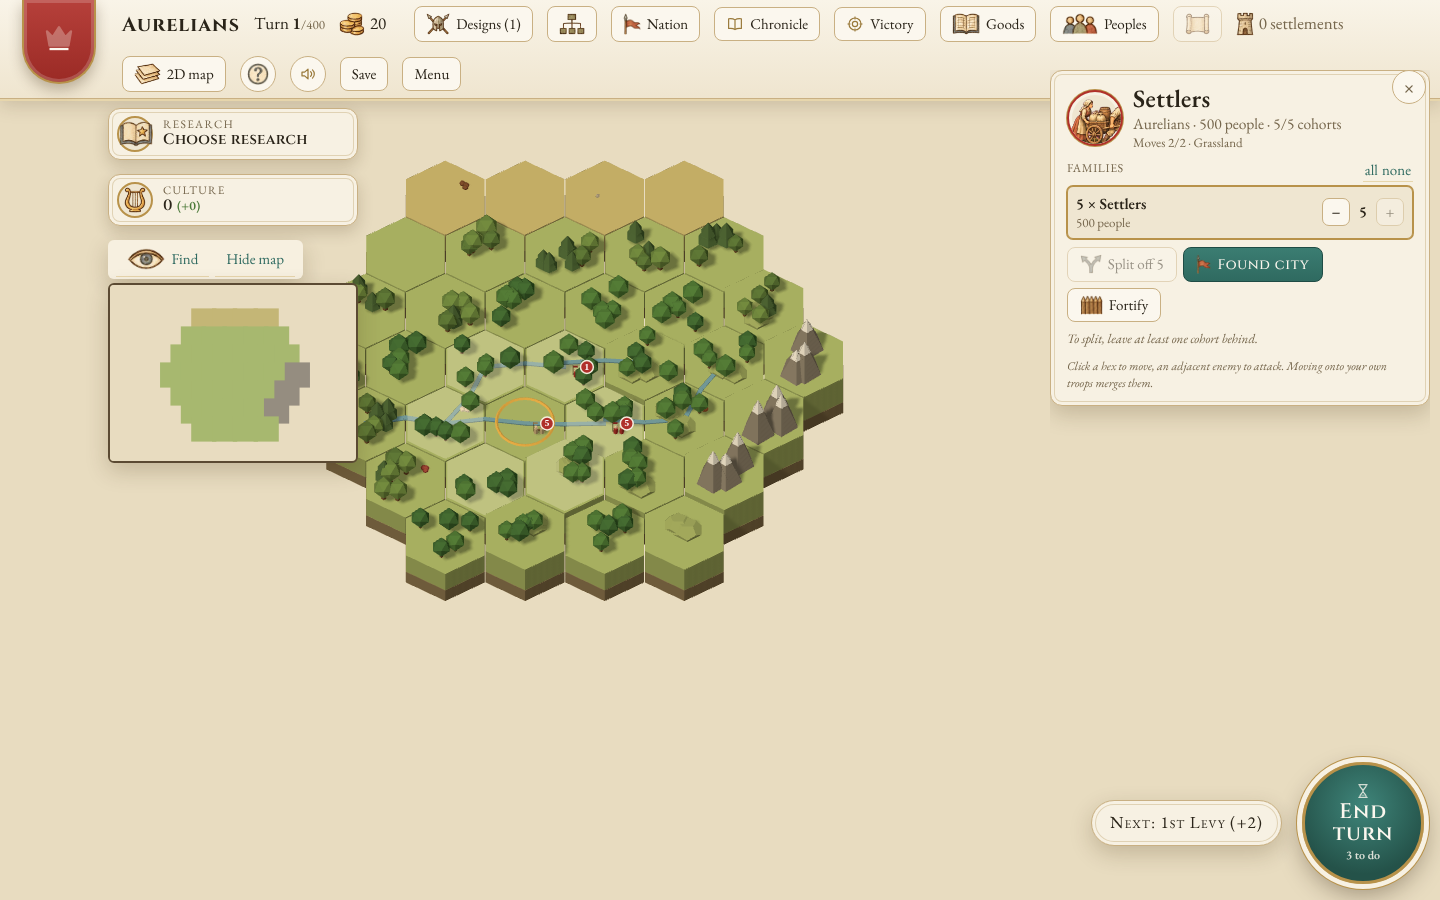 Aurelians
Turn 1/400
20
Designs (1)
Nation
Chronicle
Victory
Goods
Peoples
0 settlements
2D map
?
Save
Menu
Research
Choose research
Culture
0 (+0)
Find
Hide map
1
5
5
Settlers
Aurelians · 500 people · 5/5 cohorts
Moves 2/2 · Grassland
Families
all none
5 × Settlers
500 people
− 5 +
Split off 5
Found city
Fortify
To split, leave at least one cohort behind.
Click a hex to move, an adjacent enemy to attack. Moving onto your own
troops merges them.
×
Next: 1st Levy (+2)
End
turn
3 to do